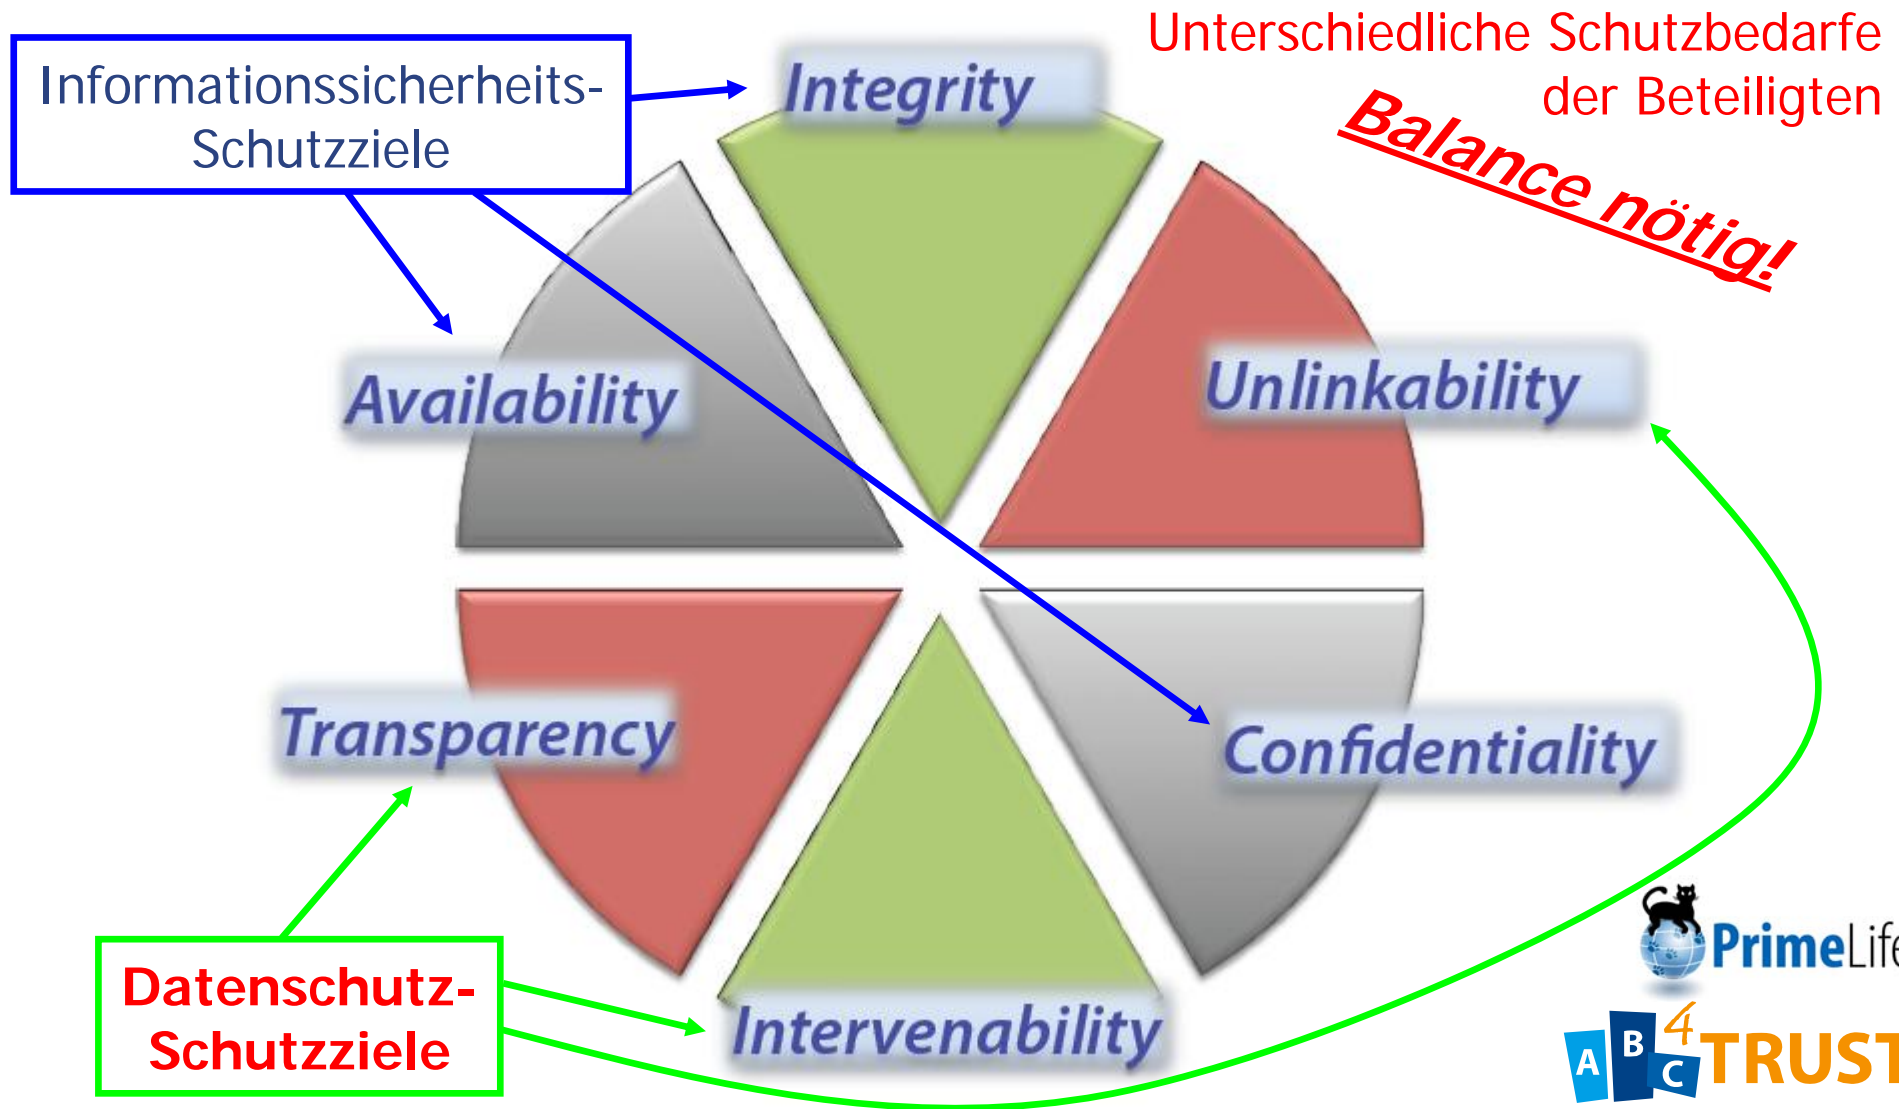 Unterschiedliche Schutzbedarfe
der Beteiligten
Balance nötig!
Informationssicherheits-
Schutzziele
Integrity
Availability
Unlinkability
Transparency
Confidentiality
Intervenability
Datenschutz-
Schutzziele
PrimeLife
ABC4TRUST